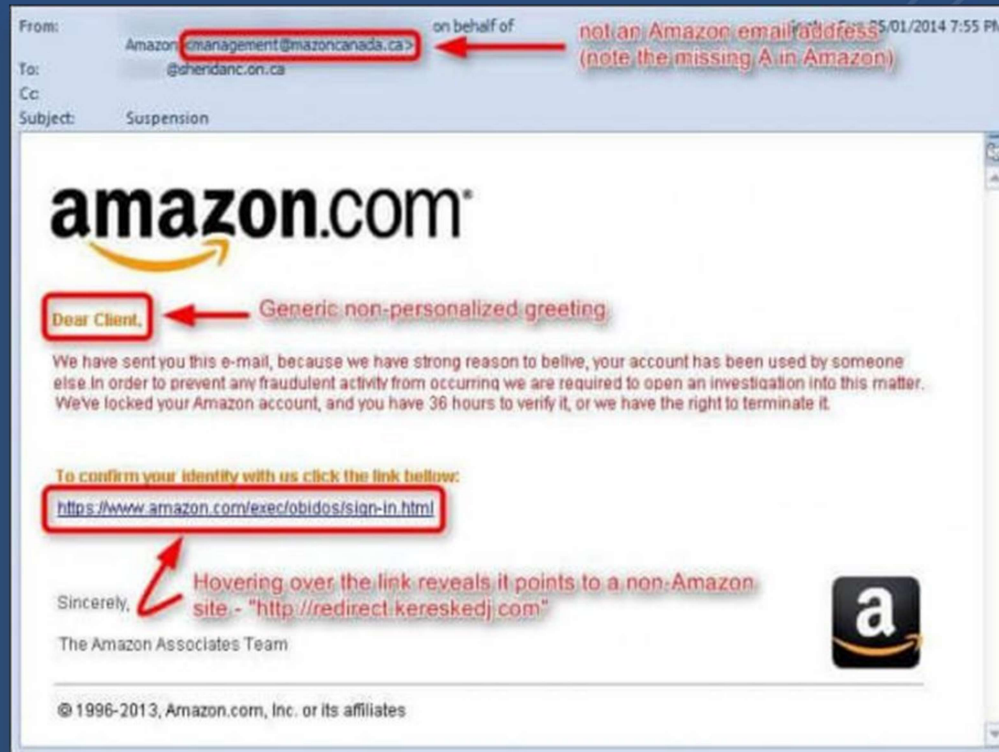 From:
on behalf of
Amazon <management@mazoncanada.ca>
5/01/2014 7:55 PM
not an Amazon email address
(note the missing A in Amazon)
To: @sheridanc.on.ca
Cc
Subject: Suspension
amazon.com
Dear Client,
Generic non-personalized greeting
We have sent you this e-mail, because we have strong reason to belive, your account has been used by someone
else.In order to prevent any fraudulent activity from occurring we are required to open an investigation into this matter.
We've locked your Amazon account, and you have 36 hours to verify it, or we have the right to terminate it.
To confirm your identity with us click the link bellow:
https://www.amazon.com/exec/obidos/sign-in.html
Hovering over the link reveals it points to a non-Amazon
site - "http://redirect.kereskedj.com"
Sincerely,
The Amazon Associates Team
a
© 1996-2013, Amazon.com, Inc. or its affiliates